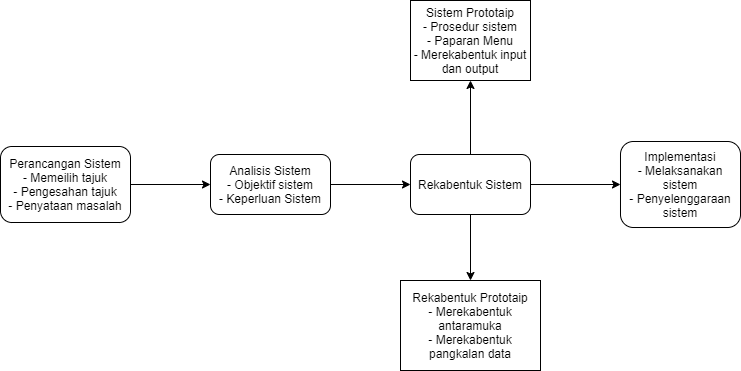 Sistem Prototaip
- Prosedur sistem
- Paparan Menu
- Merekabentuk input
dan output
Perancangan Sistem
- Memeilih tajuk
- Pengesahan tajuk
- Penyataan masalah
Analisis Sistem
- Objektif sistem
- Keperluan Sistem
Rekabentuk Sistem
Implementasi
- Melaksanakan
sistem
- Penyelenggaraan
sistem
Rekabentuk Prototaip
- Merekabentuk
antaramuka
- Merekabentuk
pangkalan data